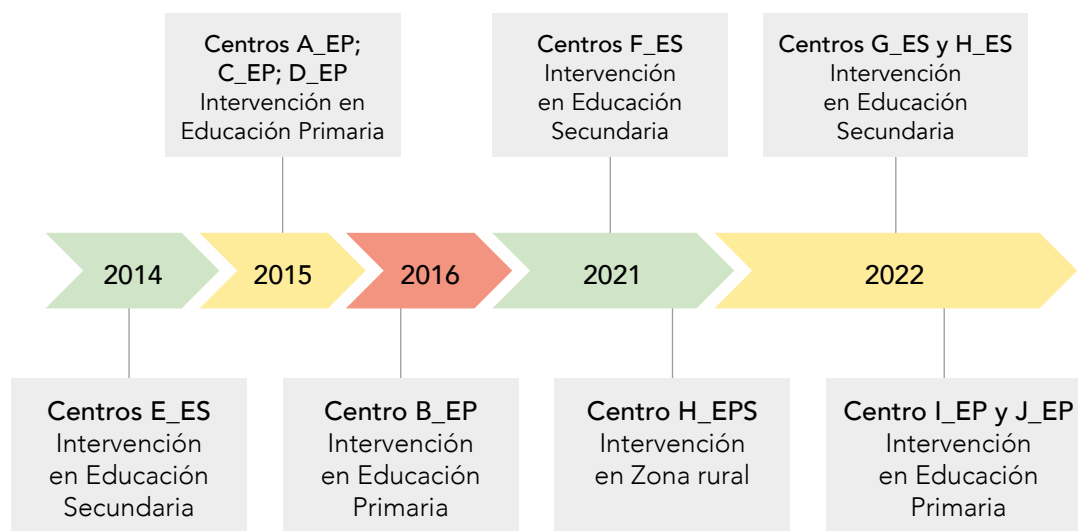 Centros A_EP;
C_EP; D_EP
Intervención en
Educación Primaria
Centros F_ES
Intervención
en Educación
Secundaria
Centros G_ES y H_ES
Intervención
en Educación
Secundaria
2014
2015
2016
2021
2022
Centros E_ES
Intervención
en Educación
Secundaria
Centro B_EP
Intervención
en Educación
Primaria
Centro H_EPS
Intervención
en Zona rural
Centro I_EP y J_EP
Intervención
en Educación
Primaria